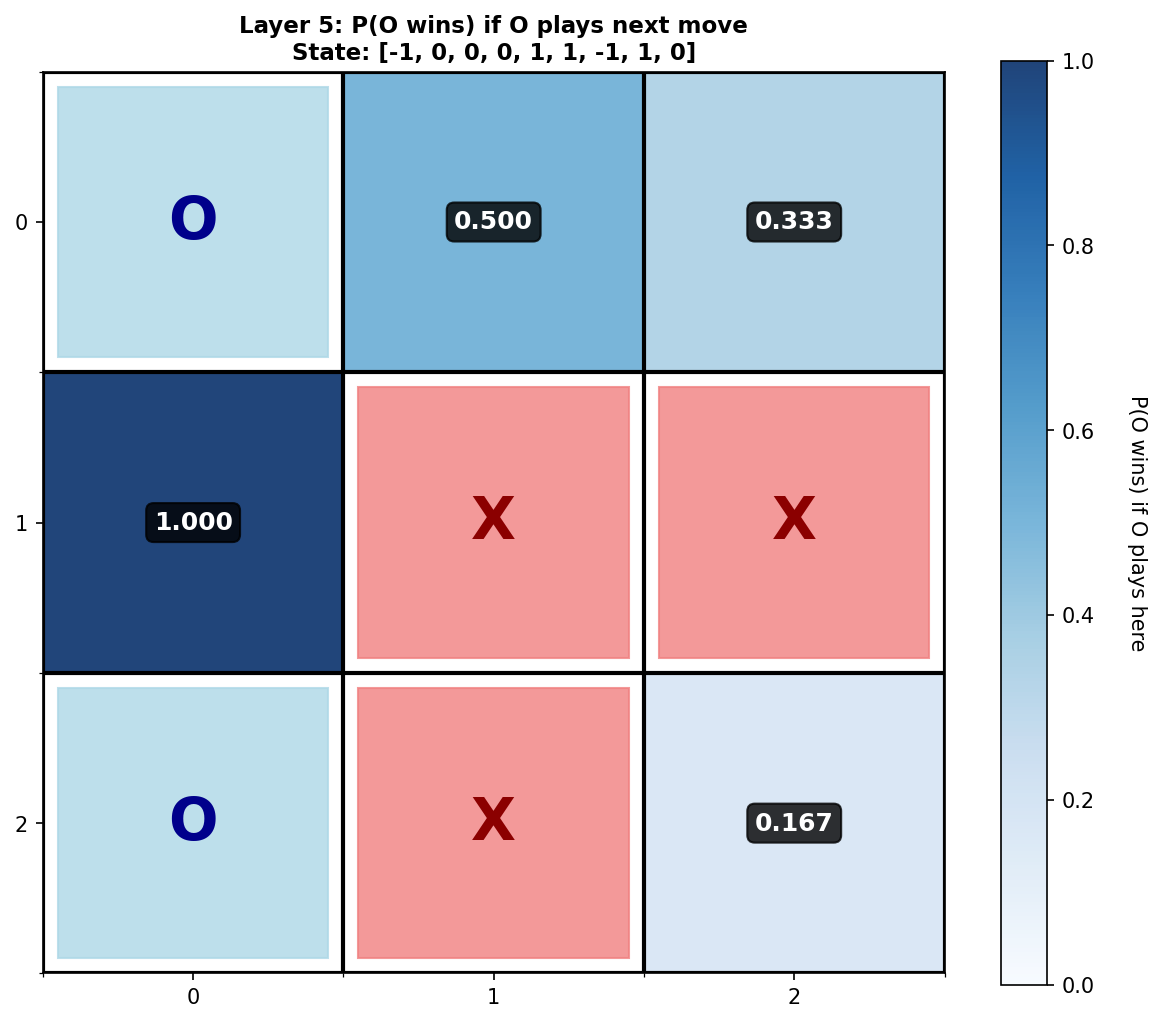 Layer 5: P(O wins) if O plays next move
State: [-1, 0, 0, 0, 1, 1, -1, 1, 0]
0
O
0.500
0.333
1
1.000
X
X
2
O
X
0.167
0
1
2
1.0
0.8
0.6
0.4
0.2
0.0
P(O wins) if O plays here